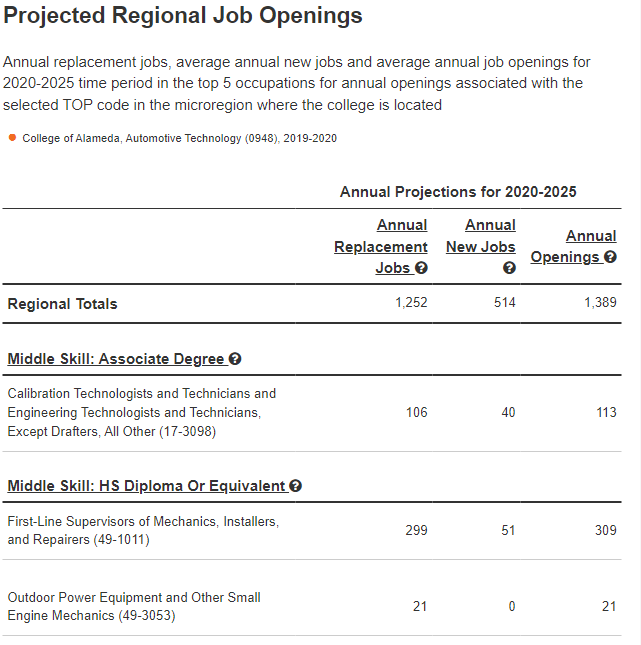 Projected Regional Job Openings
Annual replacement jobs, average annual new jobs and average annual job openings for
2020-2025 time period in the top 5 occupations for annual openings associated with the
selected TOP code in the microregion where the college is located
College of Alameda, Automotive Technology (0948), 2019-2020
Annual Projections for 2020-2025
Annual
Replacement
Jobs ?
Annual
New Jobs
?
Annual
Openings ?
Regional Totals 1,252 514 1,389
Middle Skill: Associate Degree ?
Calibration Technologists and Technicians and
Engineering Technologists and Technicians, 106 40 113
Except Drafters, All Other (17-3098)
Middle Skill: HS Diploma Or Equivalent ?
First-Line Supervisors of Mechanics, Installers, 299 51 309
and Repairers (49-1011)
Outdoor Power Equipment and Other Small 21 0 21
Engine Mechanics (49-3053)